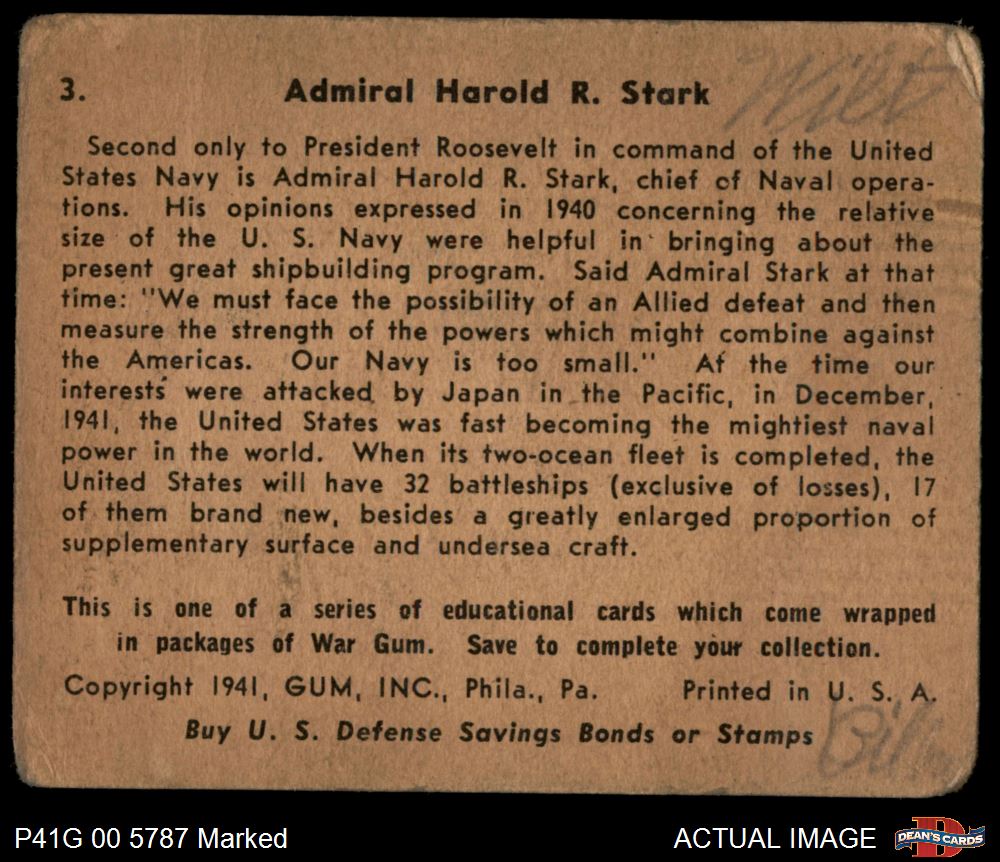 3. Admiral Harold R. Stark
Wilt
Second only to President Roosevelt in command of the United
States Navy is Admiral Harold R. Stark, chief of Naval opera-
tions. His opinions expressed in 1940 concerning the relative
size of the U. S. Navy were helpful in bringing about the
present great shipbuilding program. Said Admiral Stark at that
time: "We must face the possibility of an Allied defeat and then
measure the strength of the powers which might combine against
the Americas. Our Navy is too small." At the time our
interests were attacked by Japan in the Pacific, in December,
1941, the United States was fast becoming the mightiest naval
power in the world. When its two-ocean fleet is completed, the
United States will have 32 battleships (exclusive of losses), 17
of them brand new, besides a greatly enlarged proportion of
supplementary surface and undersea craft.
This is one of a series of educational cards which come wrapped
in packages of War Gum. Save to complete your collection.
Copyright 1941, GUM, INC., Phila., Pa. Printed in U. S. A.
Buy U. S. Defense Savings Bonds or Stamps
P41G 00 5787 Marked
ACTUAL IMAGE
DEAN'S CARDS